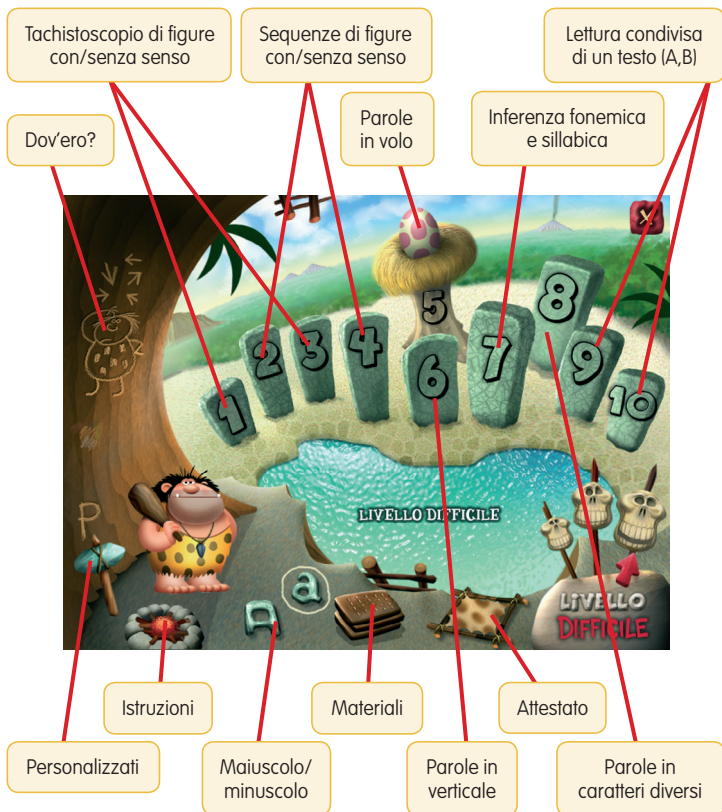 Tachistoscopio di figure
con/senza senso
Sequenze di figure
con/senza senso
Lettura condivisa
di un testo (A,B)
Dov'ero?
Parole
in volo
Inferenza fonemica
e sillabica
X
1
2
3
4
5
6
7
8
9
10
P
LIVELLO DIFFICILE
a
LIVELLO
DIFFICILE
Istruzioni
Materiali
Attestato
Personalizzati
Maiuscolo/
minuscolo
Parole in
verticale
Parole in
caratteri diversi